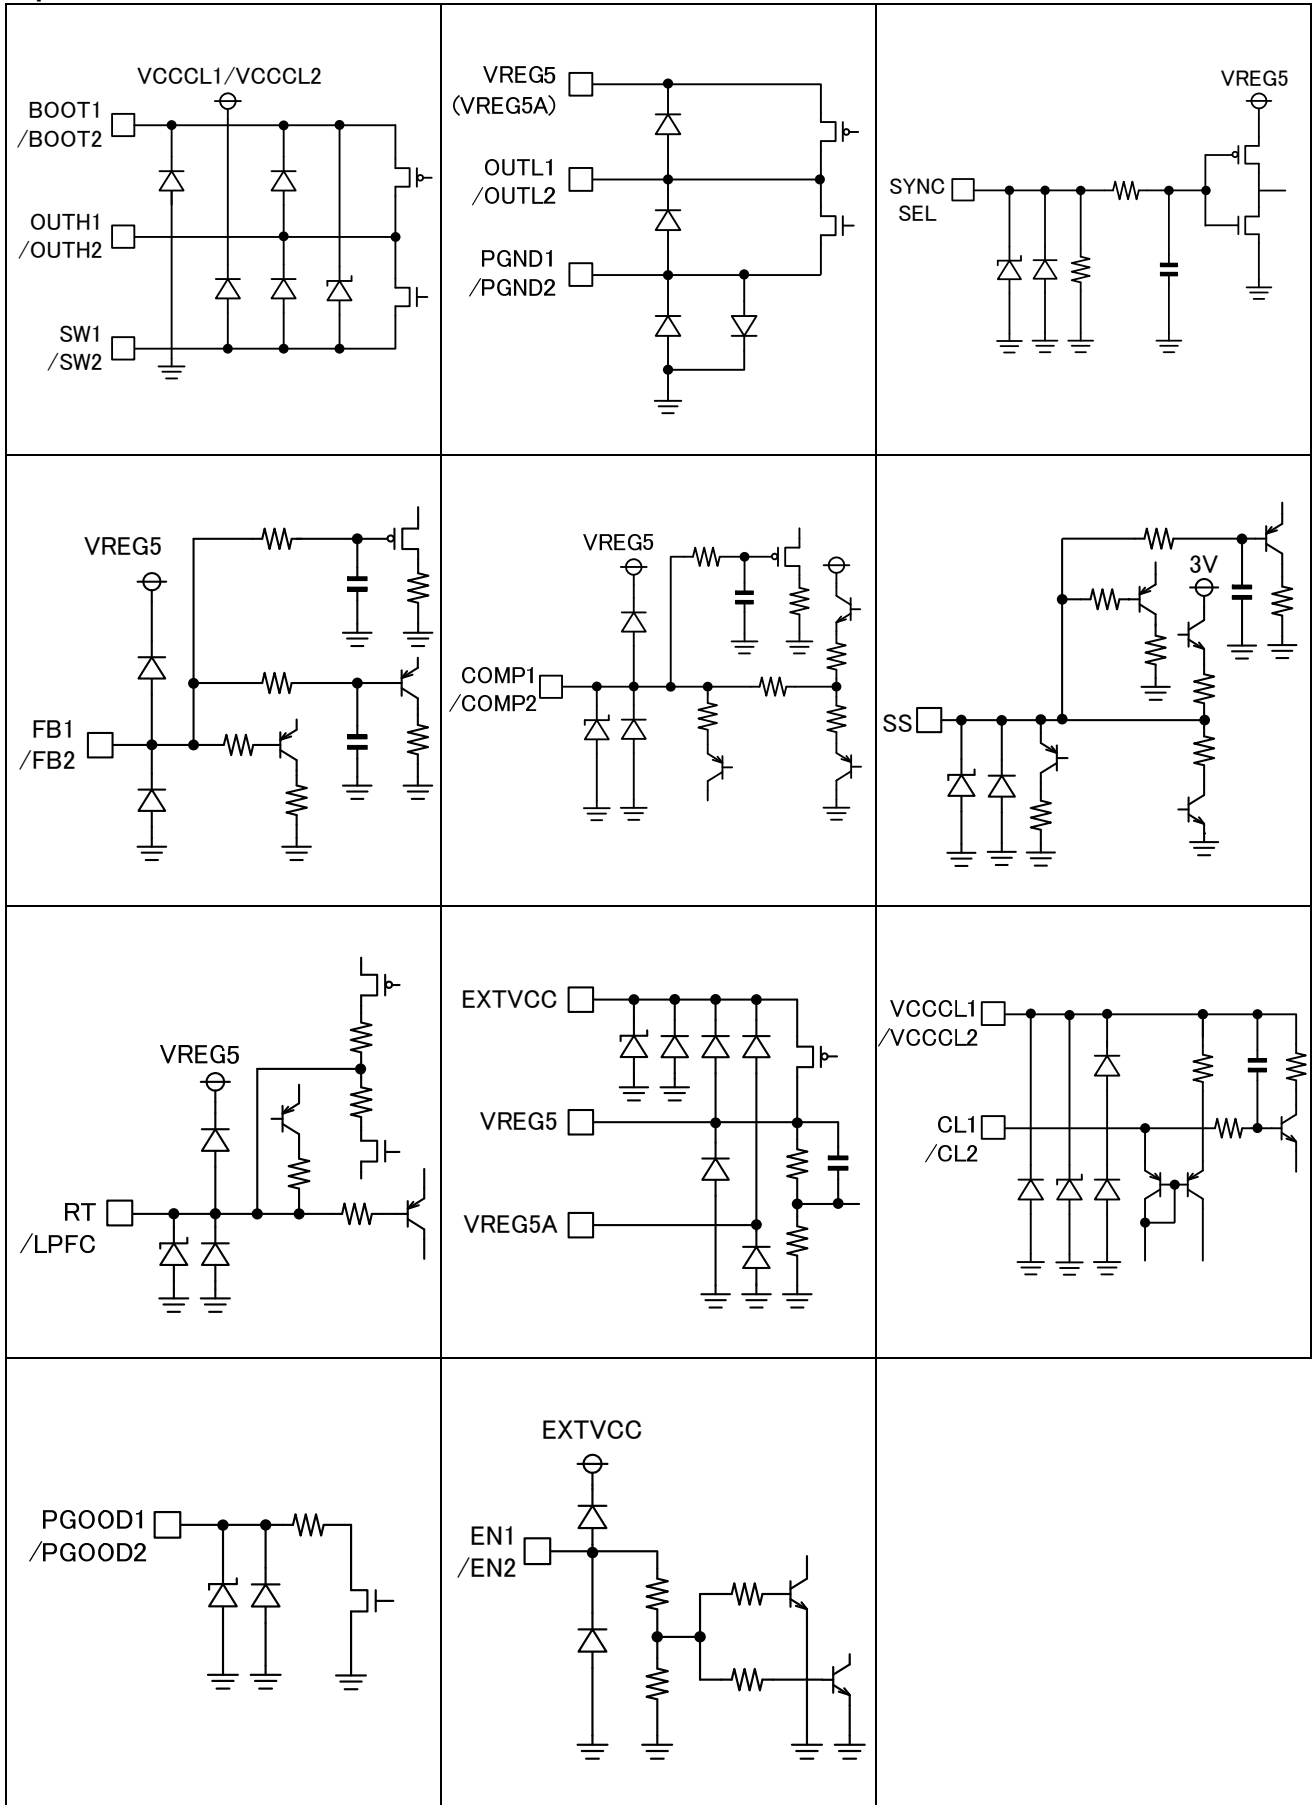 VCCCL1/VCCCL2
BOOT1
/BOOT2
OUTH1
/OUTH2
SW1
/SW2
VREG5
(VREG5A)
OUTL1
/OUTL2
PGND1
/PGND2
VREG5
SYNC
SEL
VREG5
FB1
/FB2
VREG5
COMP1
/COMP2
3V
SS
VREG5
RT
/LPFC
EXTVCC
VREG5
VREG5A
VCCCL1
/VCCCL2
CL1
/CL2
PGOOD1
/PGOOD2
EXTVCC
EN1
/EN2